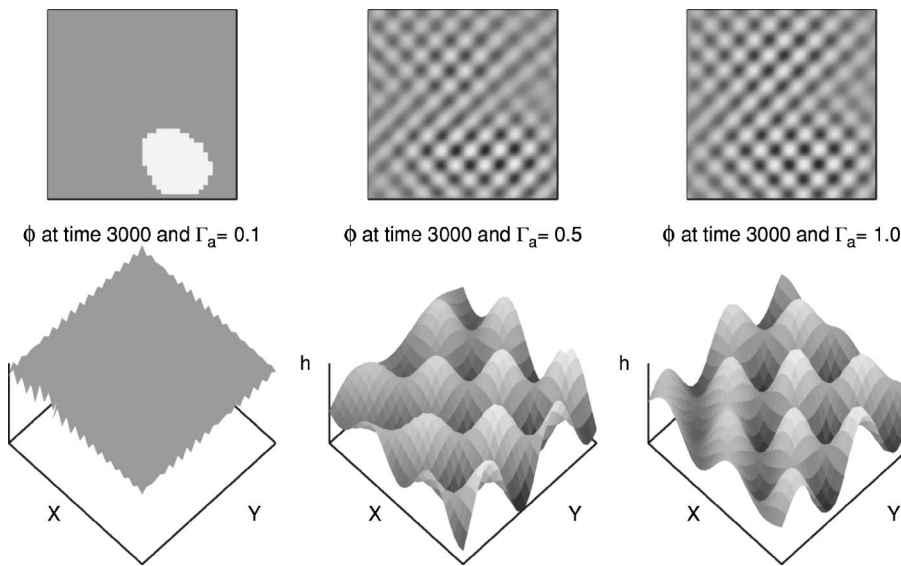 ϕ at time 3000 and Γa= 0.1
ϕ at time 3000 and Γa= 0.5
ϕ at time 3000 and Γa= 1.0
h
h
X
Y
X
Y
X
Y